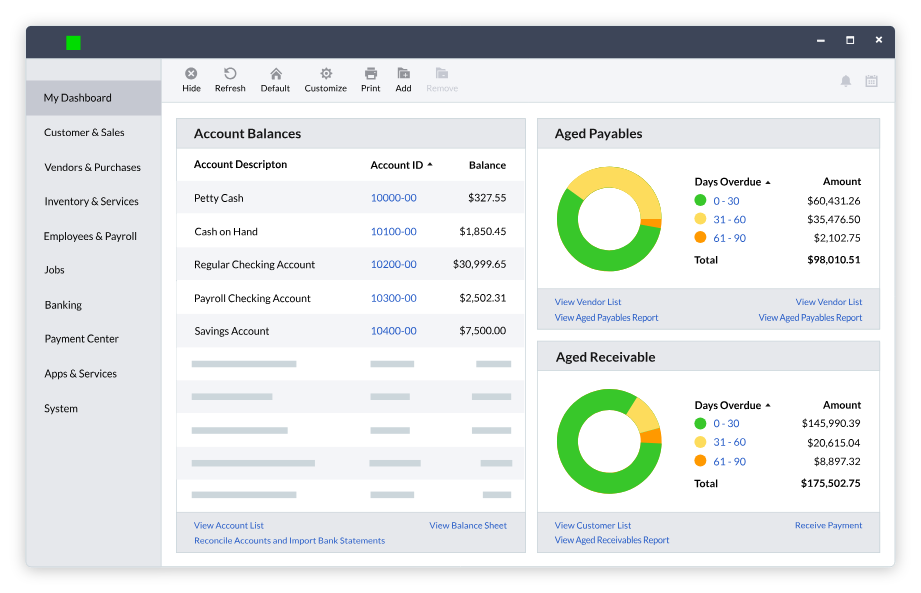 Hide Refresh Default Customize Print Add Remove
My Dashboard
Customer & Sales
Vendors & Purchases
Inventory & Services
Employees & Payroll
Jobs
Banking
Payment Center
Apps & Services
System
Account Balances
Account Descripton Account ID Balance
Petty Cash 10000-00 $327.55
Cash on Hand 10100-00 $1,850.45
Regular Checking Account 10200-00 $30,999.65
Payroll Checking Account 10300-00 $2,502.31
Savings Account 10400-00 $7,500.00
View Account List View Balance Sheet
Reconcile Accounts and Import Bank Statements
Aged Payables
Days Overdue Amount
0 - 30 $60,431.26
31 - 60 $35,476.50
61 - 90 $2,102.75
Total $98,010.51
View Vendor List View Vendor List
View Aged Payables Report View Aged Payables Report
Aged Receivable
Days Overdue Amount
0 - 30 $145,990.39
31 - 60 $20,615.04
61 - 90 $8,897.32
Total $175,502.75
View Customer List Receive Payment
View Aged Receivables Report